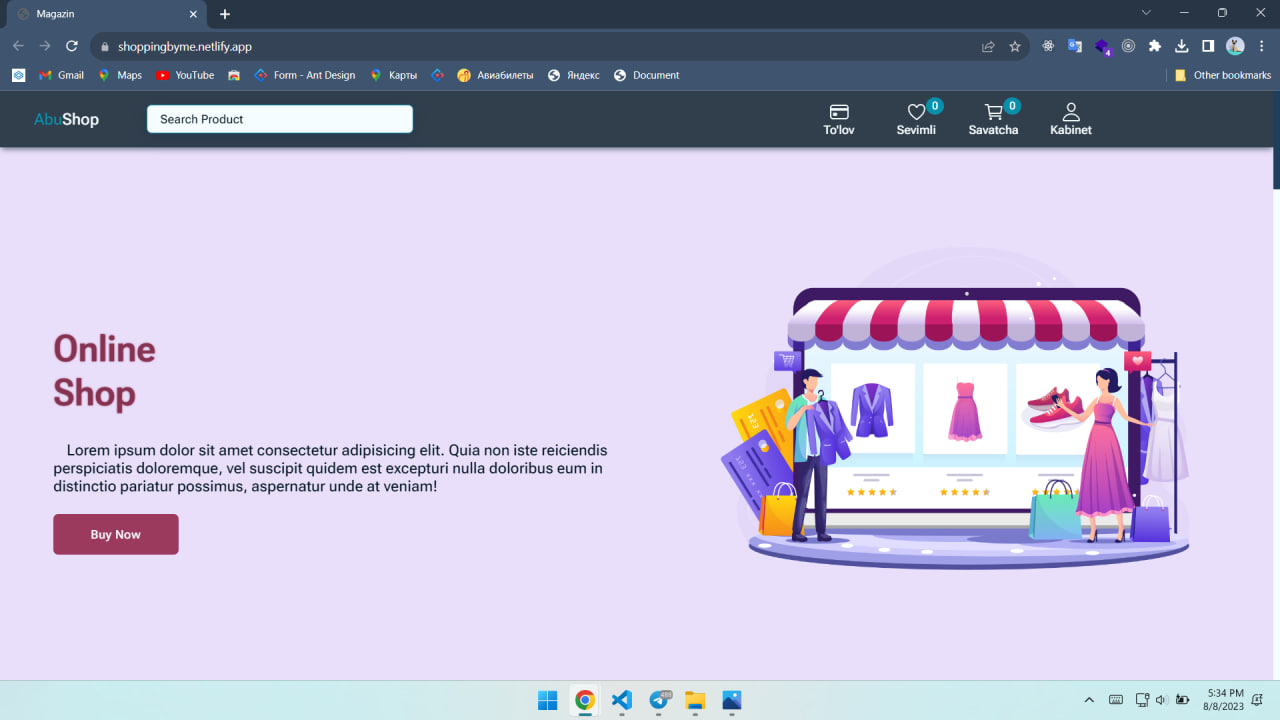 Magazin
shoppingbyme.netlify.app
4
Gmail
Maps
YouTube
Form - Ant Design
Карты
Авиабилеты
Яндекс
Document
Other bookmarks
AbuShop
Search Product
To'lov
0
Sevimli
0
Savatcha
Kabinet
Online
Shop
Lorem ipsum dolor sit amet consectetur adipisicing elit. Quia non iste reiciendis
perspiciatis doloremque, vel suscipit quidem est excepturi nulla doloribus eum in
distinctio pariatur possimus, aspernatur unde at veniam!
Buy Now
123
5:34 PM
8/8/2023